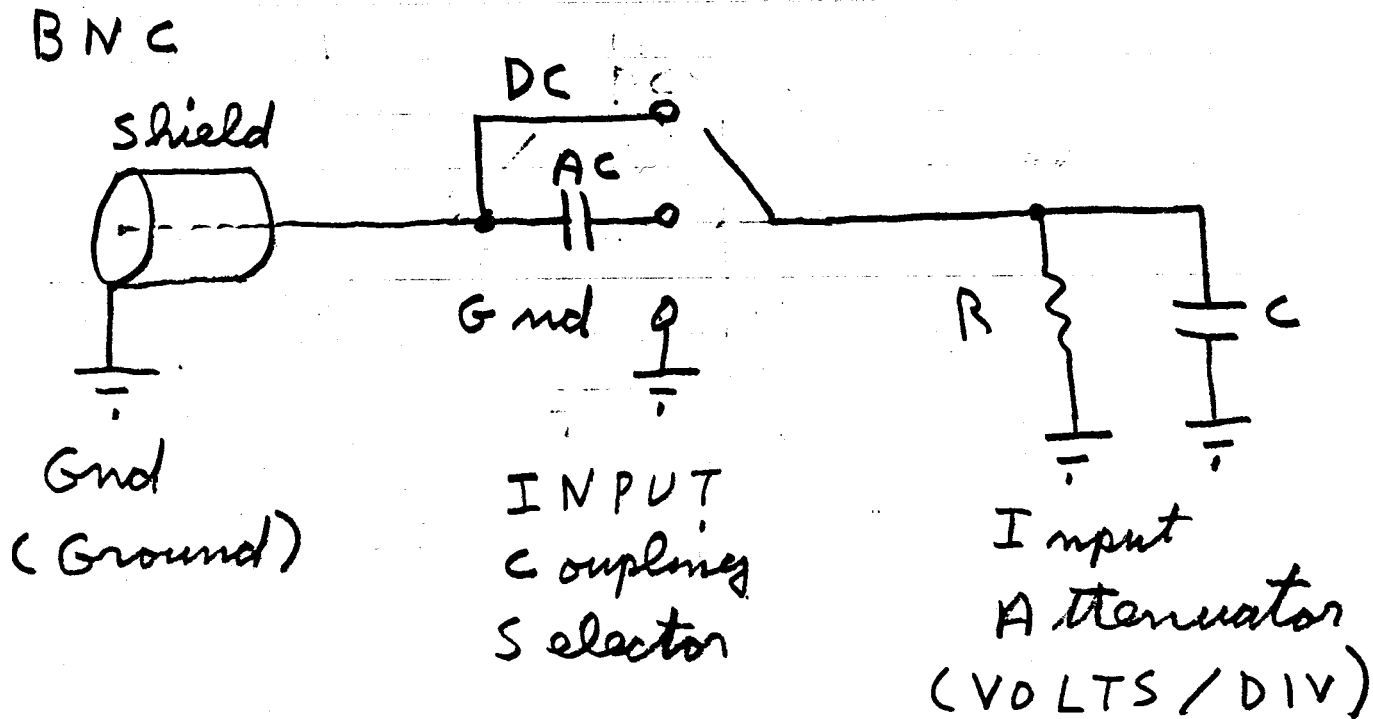 BNC
Shield
DC
AC
Gnd
R
C
Gnd
(Ground)
INPUT
Coupling
Selector
Input
Attenuator
(VOLTS / DIV)